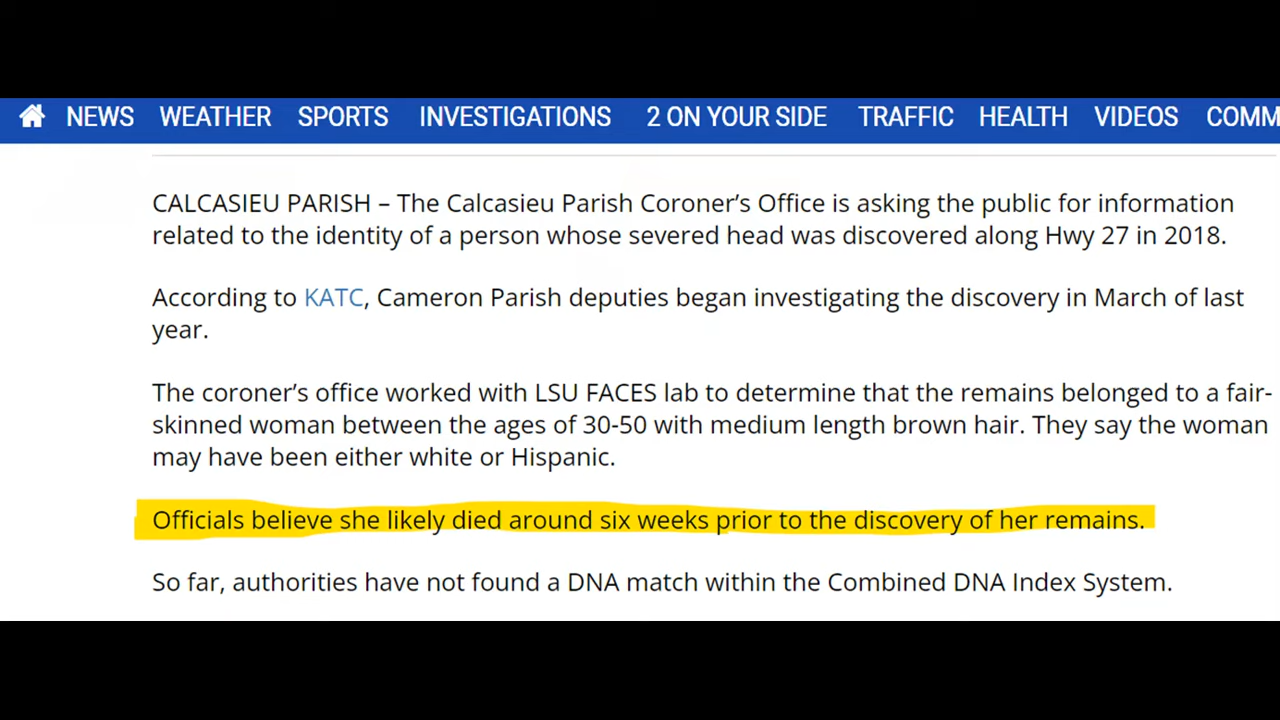 NEWS WEATHER SPORTS INVESTIGATIONS 2 ON YOUR SIDE TRAFFIC HEALTH VIDEOS COMM
CALCASIEU PARISH – The Calcasieu Parish Coroner’s Office is asking the public for information
related to the identity of a person whose severed head was discovered along Hwy 27 in 2018.
According to KATC, Cameron Parish deputies began investigating the discovery in March of last
year.
The coroner’s office worked with LSU FACES lab to determine that the remains belonged to a fair-
skinned woman between the ages of 30-50 with medium length brown hair. They say the woman
may have been either white or Hispanic.
Officials believe she likely died around six weeks prior to the discovery of her remains.
So far, authorities have not found a DNA match within the Combined DNA Index System.